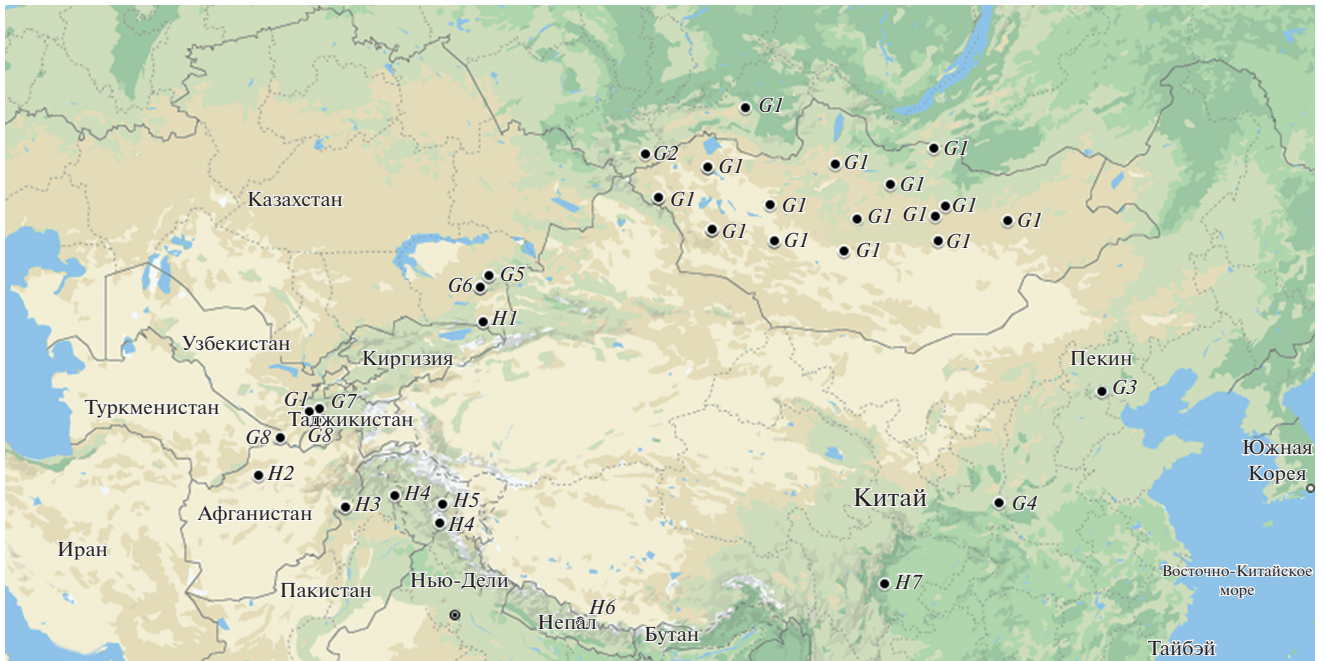 G1
G2
G1
G1
G1
G1
G1
G1
G1
G1
G1
G1
G1
G1
G1
G1
Казахстан
G5
G6
H1
Узбекистан
Киргизия
Пекин
G3
Туркменистан
G1
G7
Таджикистан
G8
G8
H2
H3
H4
H5
H4
Афганистан
Китай
G4
Южная
Корея
Иран
Пакистан
Нью-Дели
H7
Восточно-Китайское
море
H6
Непал
Бутан
Тайбэй